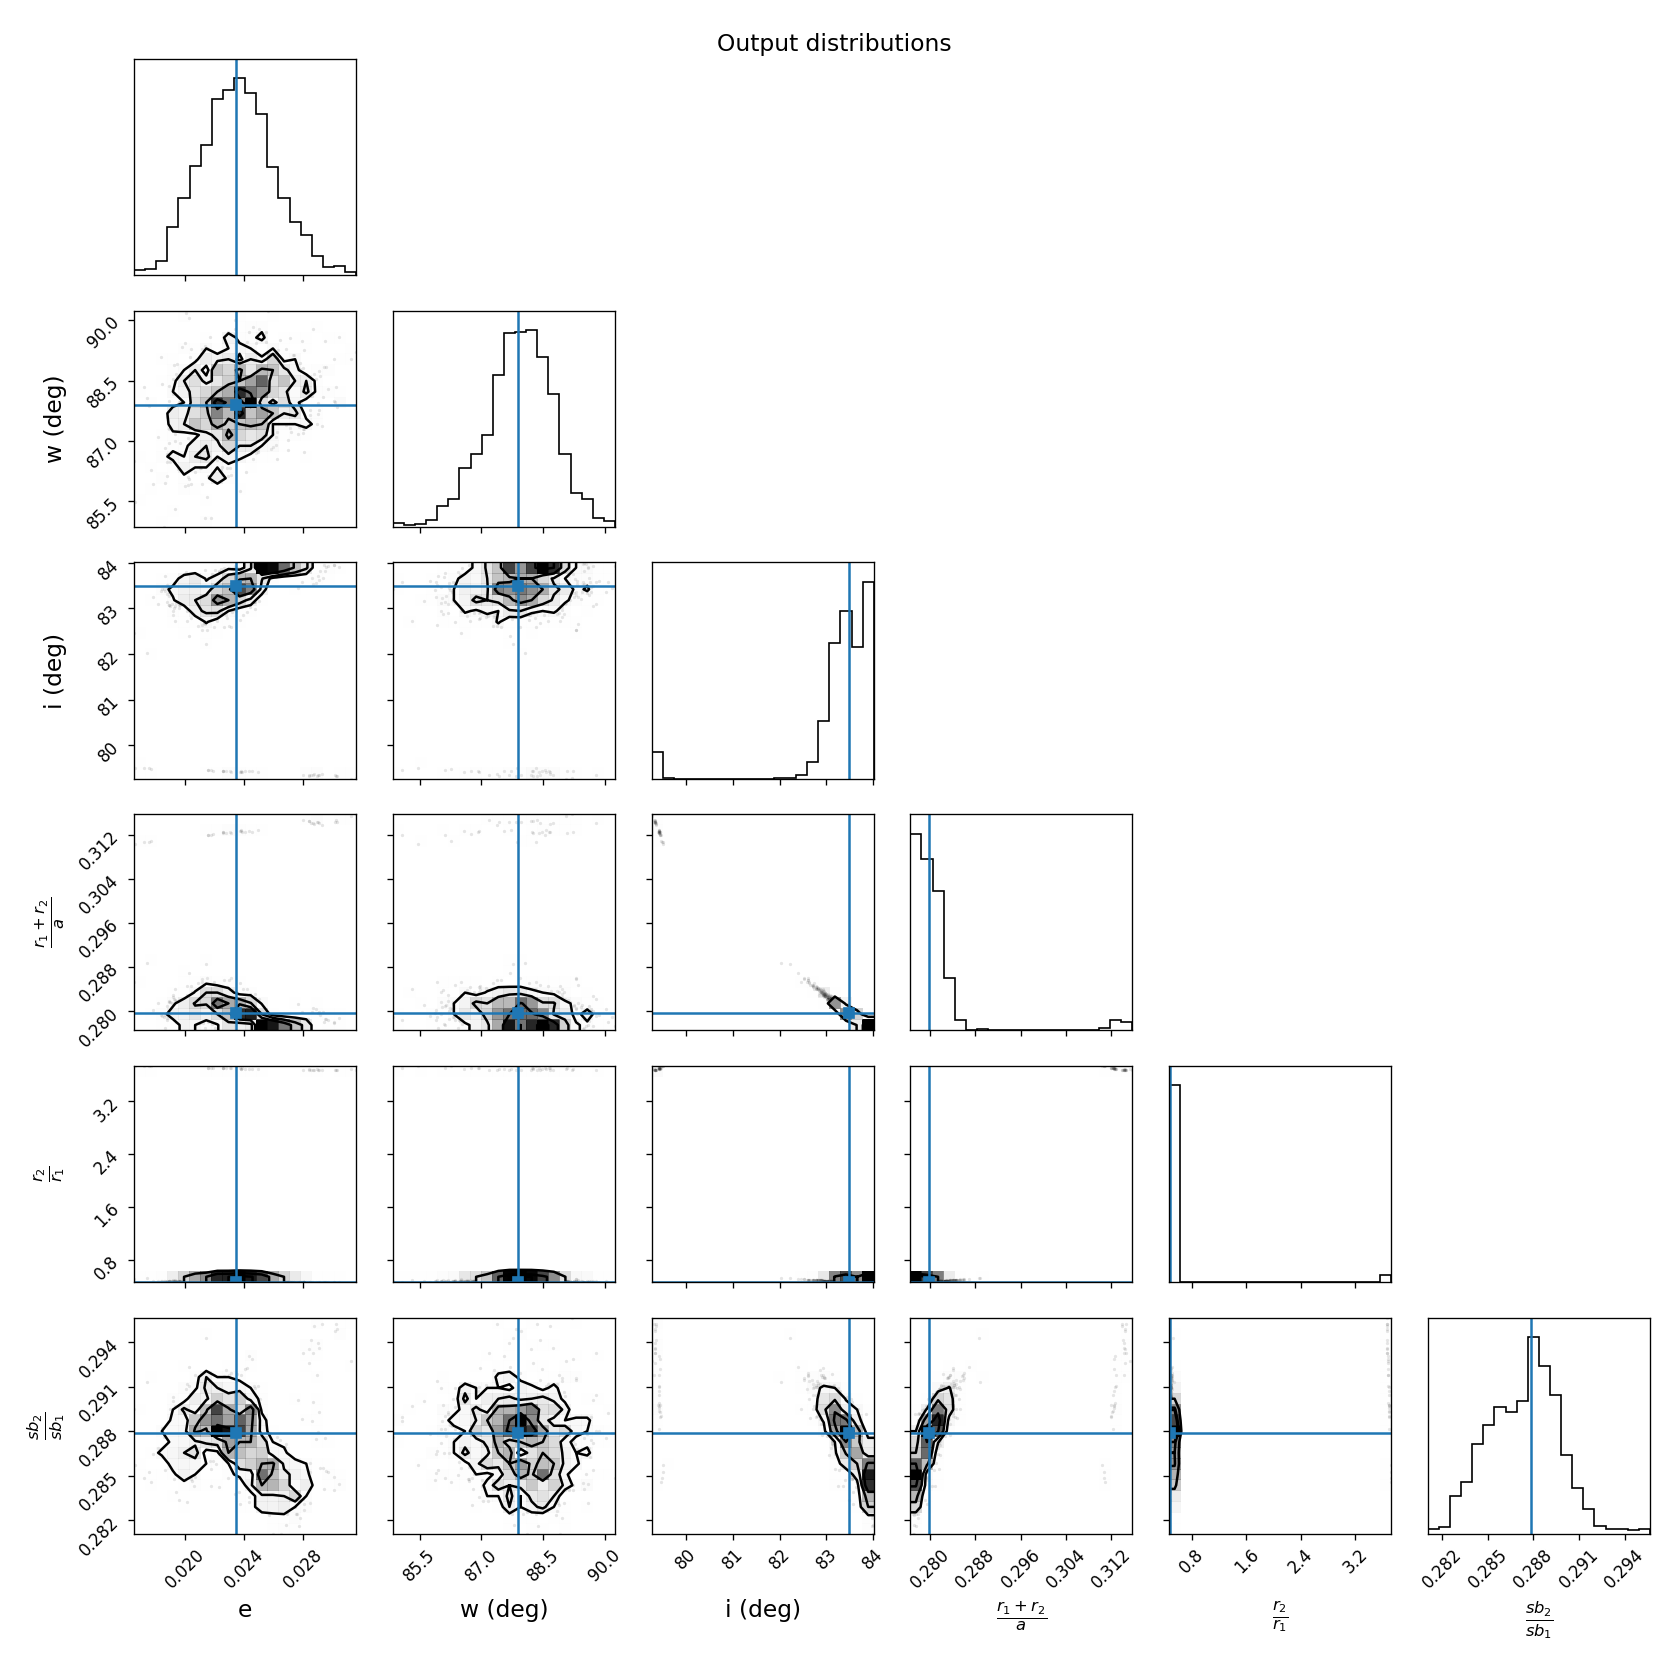 Output distributions
w (deg)
90.0
88.5
87.0
85.5
i (deg)
84
83
82
81
80
r₁ + r₂
a
0.312
0.304
0.296
0.288
0.280
r₂
r₁
3.2
2.4
1.6
0.8
sb₂
sb₁
0.294
0.291
0.288
0.285
0.282
0.020 0.024 0.028
85.5 87.0 88.5 90.0
80 81 82 83 84
0.280 0.288 0.296 0.304 0.312
0.8 1.6 2.4 3.2
0.282 0.285 0.288 0.291 0.294
e
w (deg)
i (deg)
r₁ + r₂
a
r₂
r₁
sb₂
sb₁